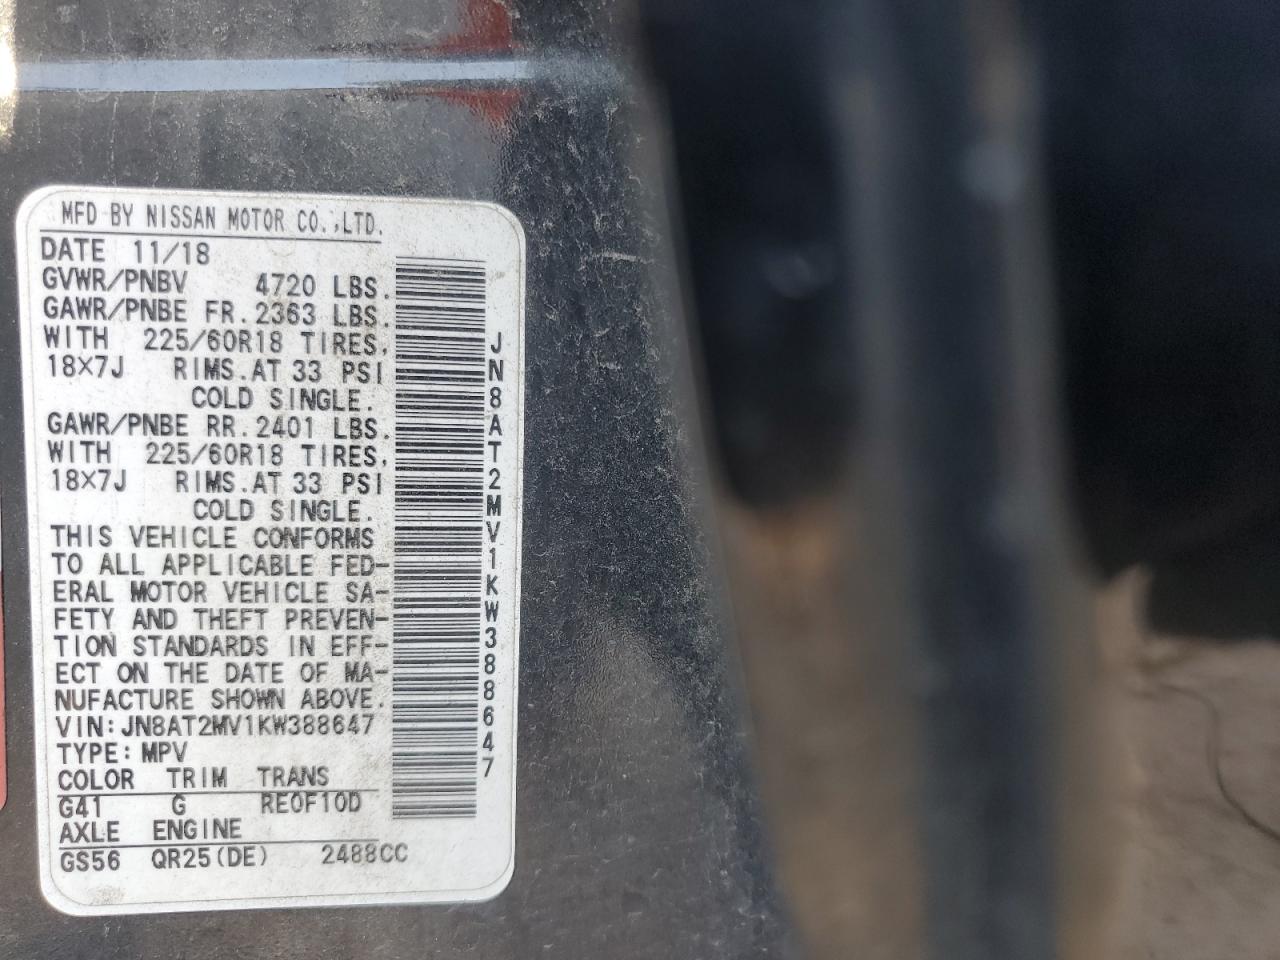 MFD BY NISSAN MOTOR CO.,LTD.
DATE 11/18
GVWR/PNBV 4720 LBS.
GAWR/PNBE FR.2363 LBS.
WITH 225/60R18 TIRES,
18X7J RIMS.AT 33 PSI
COLD SINGLE.
GAWR/PNBE RR.2401 LBS.
WITH 225/60R18 TIRES,
18X7J RIMS.AT 33 PSI
COLD SINGLE.
THIS VEHICLE CONFORMS
TO ALL APPLICABLE FED-
ERAL MOTOR VEHICLE SA-
FETY AND THEFT PREVEN-
TION STANDARDS IN EFF-
ECT ON THE DATE OF MA-
NUFACTURE SHOWN ABOVE.
VIN:JN8AT2MV1KW388647
TYPE:MPV
COLOR TRIM TRANS
G41 G RE0F10D
AXLE ENGINE
GS56 QR25(DE) 2488CC
JN8AT2MV1KW388647